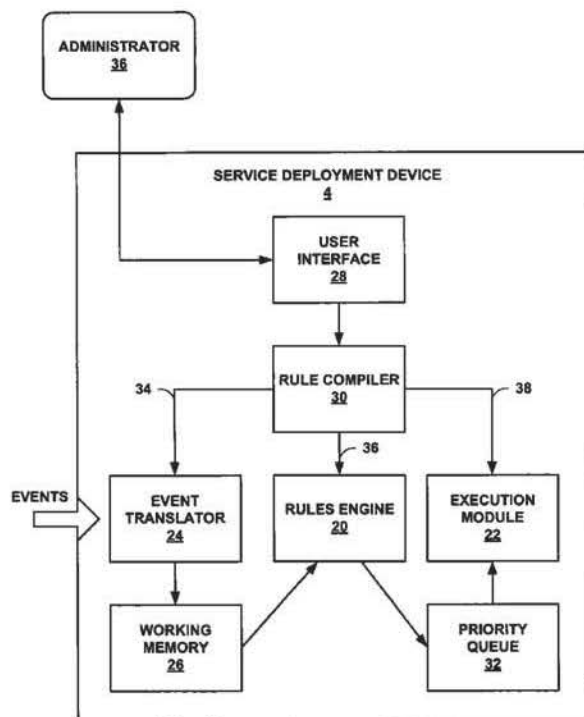 ADMINISTRATOR
36
SERVICE DEPLOYMENT DEVICE
4
USER
INTERFACE
28
RULE COMPILER
30
34
38
36
EVENTS
EVENT
TRANSLATOR
24
RULES ENGINE
20
EXECUTION
MODULE
22
WORKING
MEMORY
26
PRIORITY
QUEUE
32